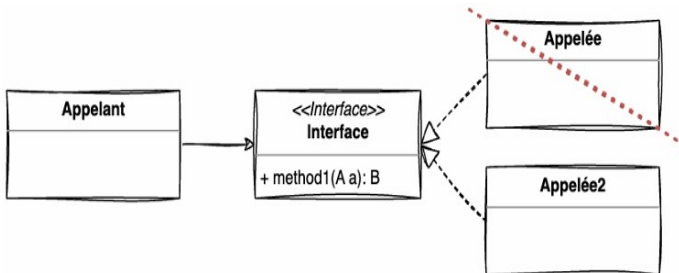 Appelant
<<Interface>>
Interface
+ method1(A a): B
Appelée
Appelée2